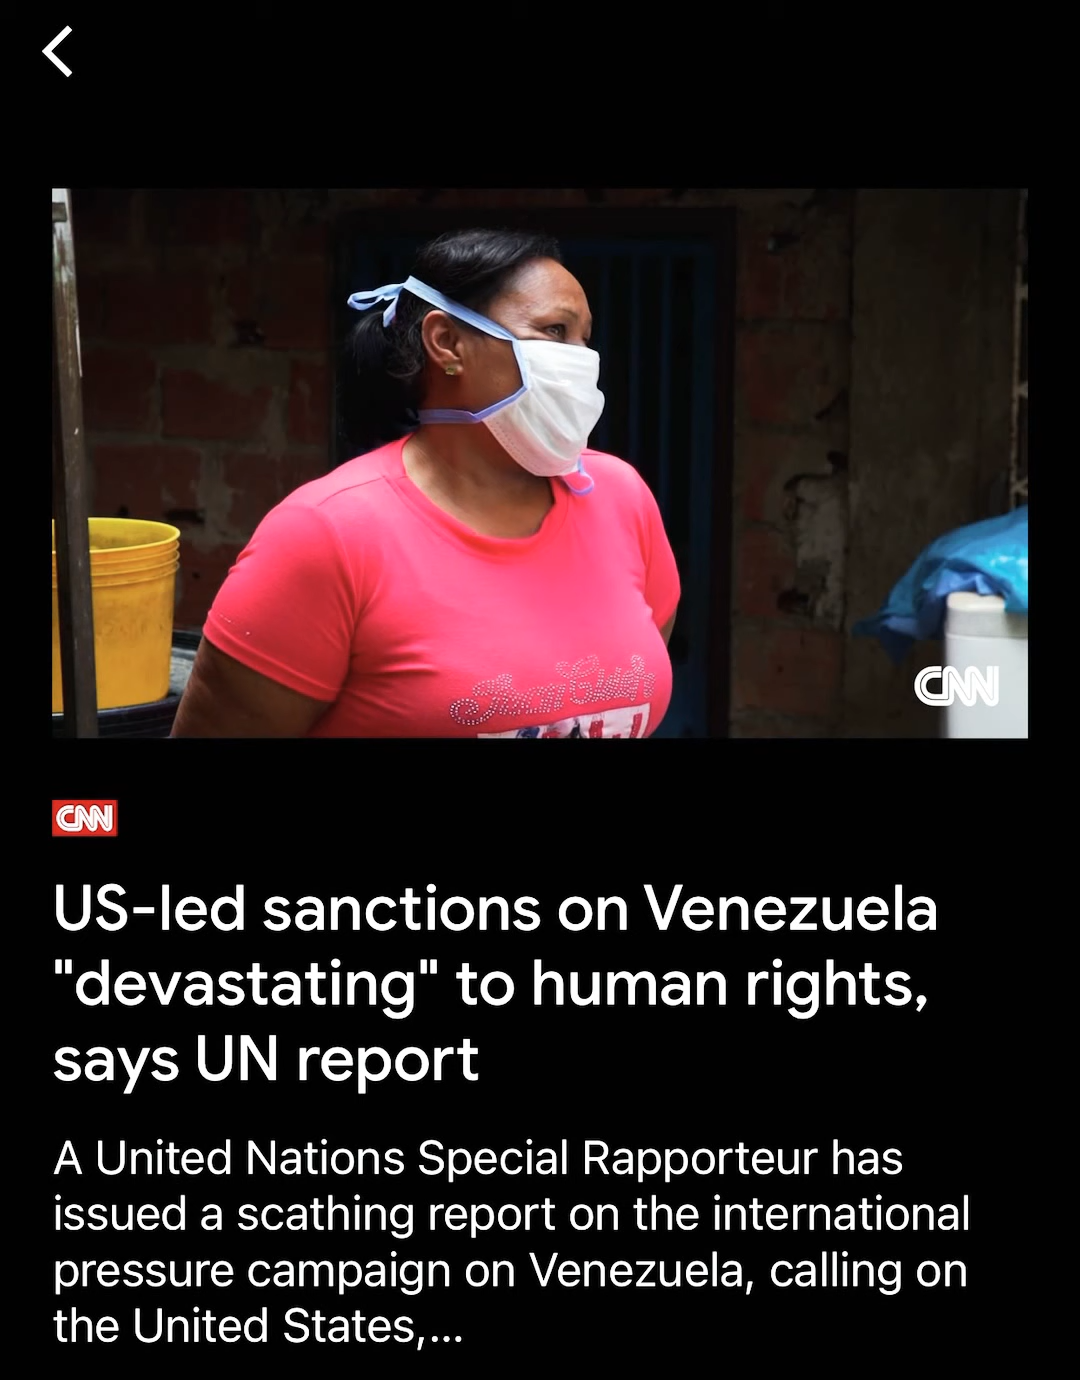 CNN
CNN
US-led sanctions on Venezuela
"devastating" to human rights,
says UN report
A United Nations Special Rapporteur has
issued a scathing report on the international
pressure campaign on Venezuela, calling on
the United States,...